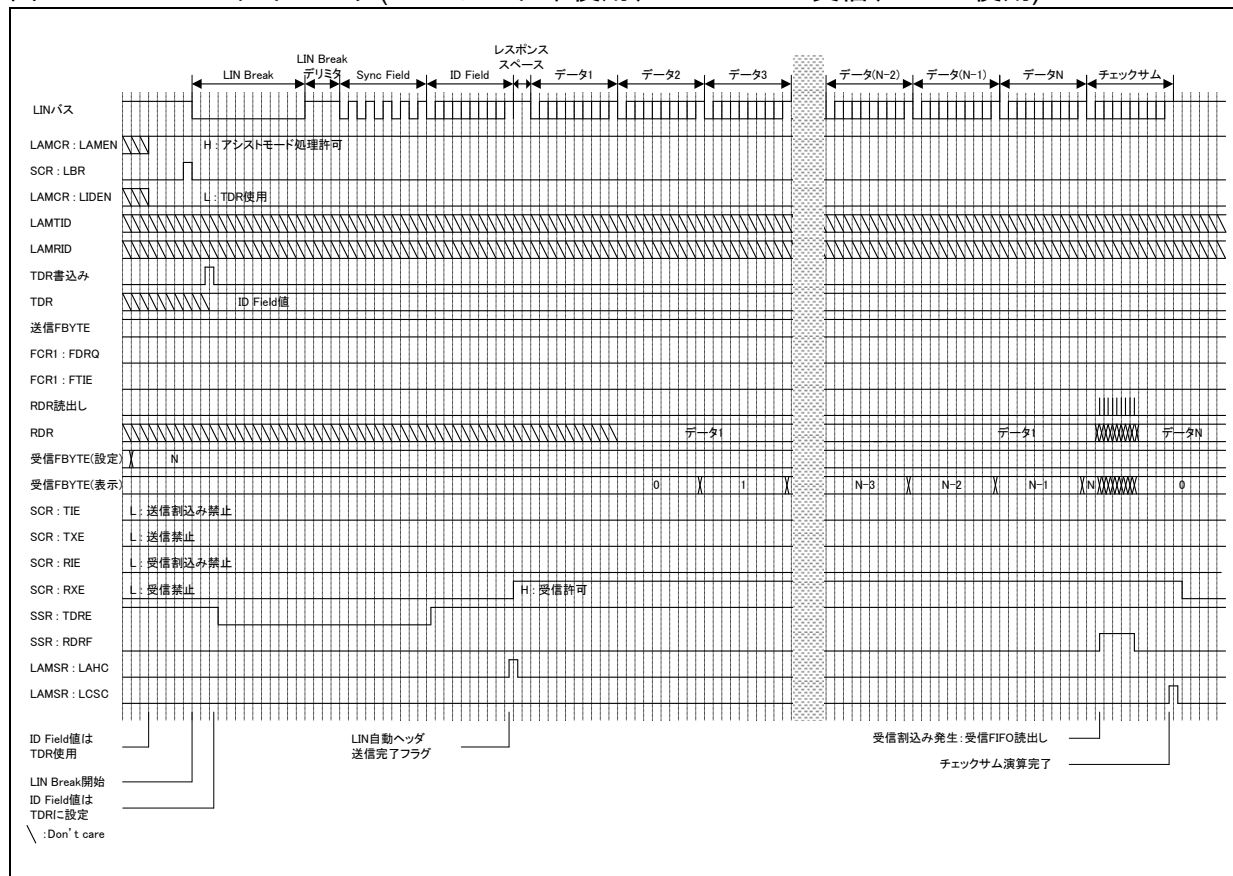 レスポンス
スペース
LIN Break
デリミタ
LIN Break
Sync Field
ID Field
データ1
データ2
データ3
データ(N-2)
データ(N-1)
データN
チェックサム
LINバス
LAMCR : LAMEN
H : アシストモード処理許可
SCR : LBR
LAMCR : LIDEN
L : TDR使用
LAMTID
LAMRID
TDR書込み
TDR
ID Field値
送信FBYTE
FCR1 : FDRQ
FCR1 : FTIE
RDR読出し
RDR
データ1
データ1
データN
受信FBYTE(設定)
N
受信FBYTE(表示)
0
1
N-3
N-2
N-1
N
0
SCR : TIE
L : 送信割込み禁止
SCR : TXE
L : 送信禁止
SCR : RIE
L : 受信割込み禁止
SCR : RXE
L : 受信禁止
H : 受信許可
SSR : TDRE
SSR : RDRF
LAMSR : LAHC
LAMSR : LCSC
ID Field値は
TDR使用
LIN自動ヘッダ
送信完了フラグ
受信割込み発生 : 受信FIFO読出し
チェックサム演算完了
LIN Break開始
ID Field値は
TDRに設定
:Don't care